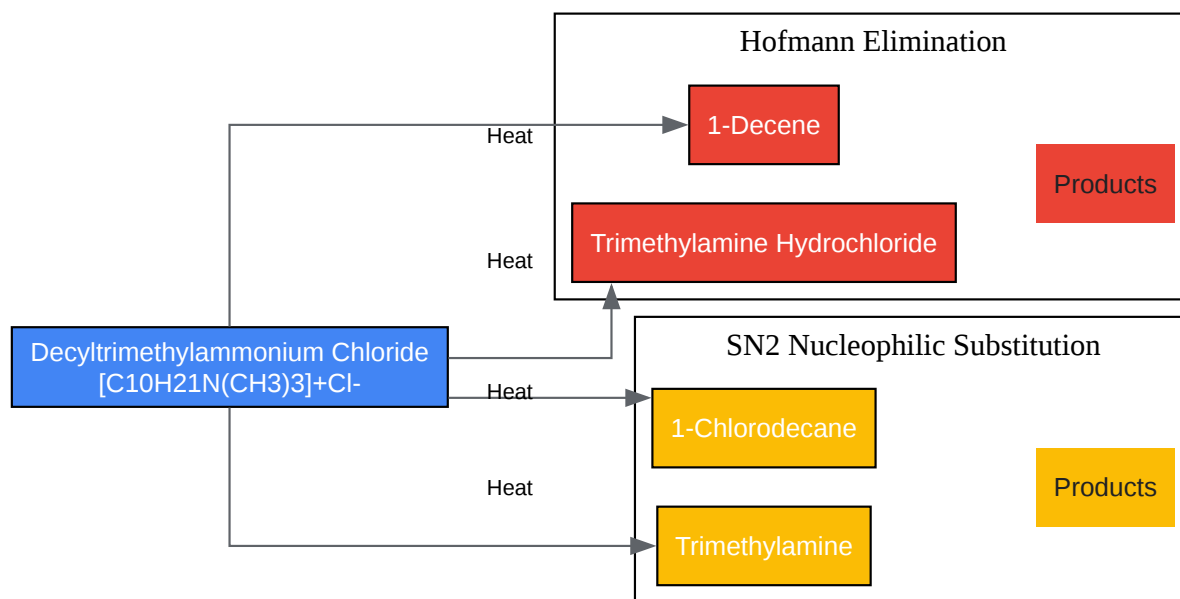 Hofmann Elimination
1-Decene
Heat
Products
Trimethylamine Hydrochloride
Heat
Decyltrimethylammonium Chloride
[C10H21N(CH3)3]+Cl-
SN2 Nucleophilic Substitution
Heat
1-Chlorodecane
Products
Heat
Trimethylamine